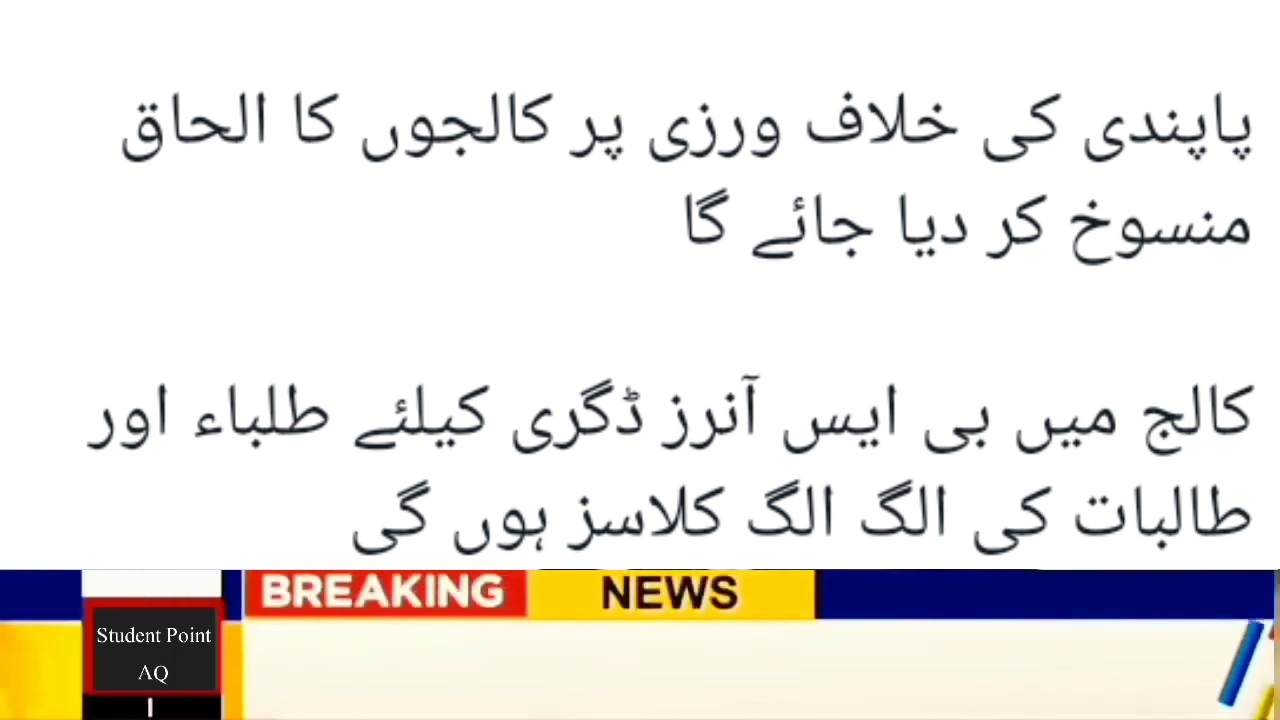 پاپندی کی خلاف ورزی پر کالجوں کا الحاق
منسوخ کر دیا جائے گا
کالج میں بی ایس آنرز ڈگری کیلئے طلباء اور
طالبات کی الگ الگ کلاسز ہوں گی
BREAKING NEWS
Student Point
AQ